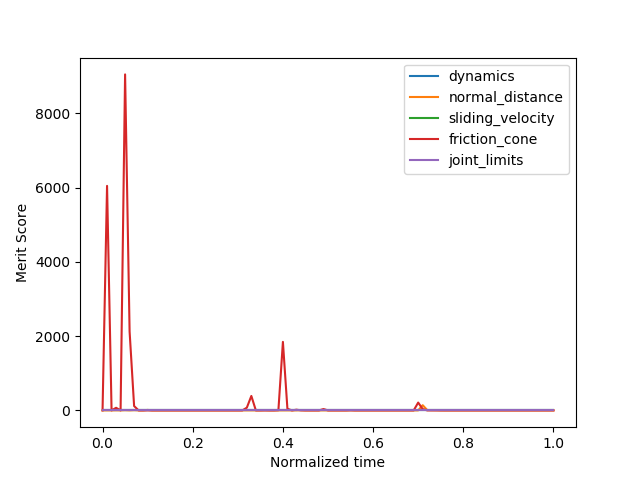 dynamics
normal_distance
sliding_velocity
friction_cone
joint_limits
8000
6000
4000
2000
0
Merit Score
0.0 0.2 0.4 0.6 0.8 1.0
Normalized time